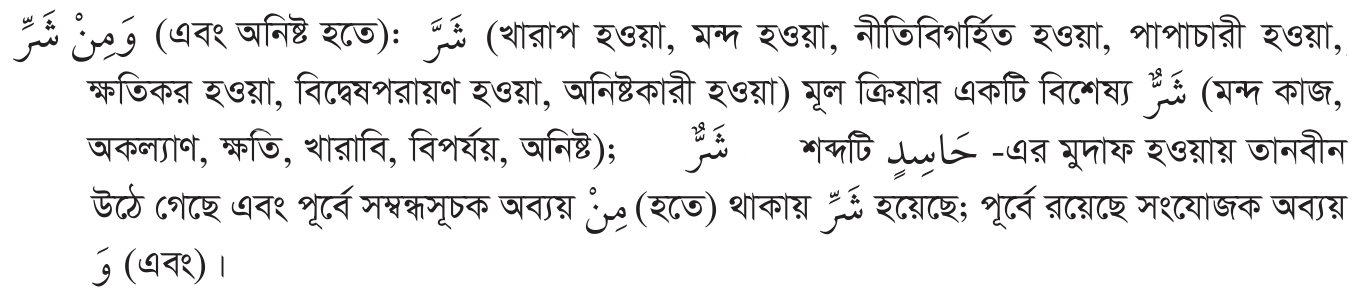 وَمِنْ شَرِّ (এবং অনিষ্ট হতে): شَرَّ (খারাপ হওয়া, মন্দ হওয়া, নীতিবিগর্হিত হওয়া, পাপাচারী হওয়া,
ক্ষতিকর হওয়া, বিদ্বেষপরায়ণ হওয়া, অনিষ্টকারী হওয়া) মূল ক্রিয়ার একটি বিশেষ্য شَرٌّ (মন্দ কাজ,
অকল্যাণ, ক্ষতি, খারাবি, বিপর্যয়, অনিষ্ট); شَرٌّ শব্দটি حَاسِدٍ -এর মুদাফ হওয়ায় তানবীন
উঠে গেছে এবং পূর্বে সম্বন্ধসূচক অব্যয় مِنْ (হতে) থাকায় شَرِّ হয়েছে; পূর্বে রয়েছে সংযোজক অব্যয়
وَ (এবং)।